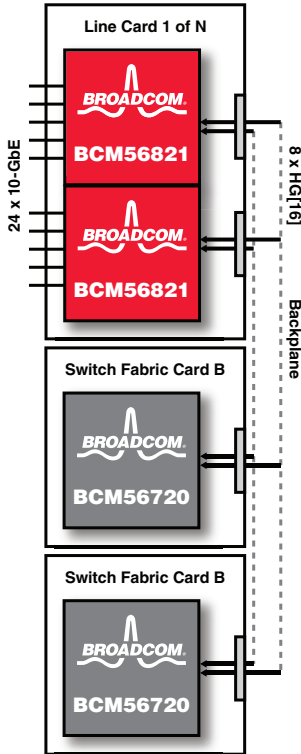 Line Card 1 of N
BROADCOM.
BCM56821
BROADCOM.
BCM56821
24 x 10-GbE
8 x HG[16]
Backplane
Switch Fabric Card B
BROADCOM.
BCM56720
Switch Fabric Card B
BROADCOM.
BCM56720